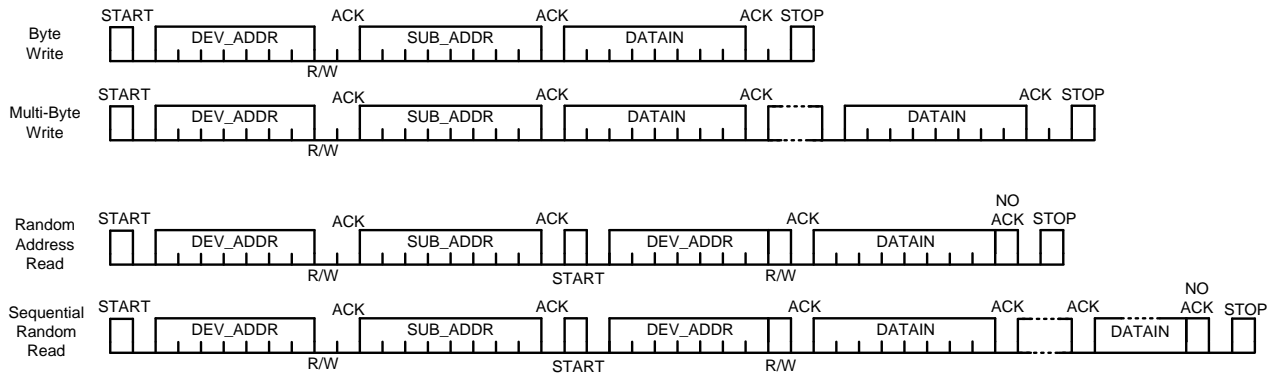 START ACK ACK ACK STOP
Byte
Write
DEV_ADDR SUB_ADDR DATAIN
R/W
START ACK ACK ACK ACK STOP
Multi-Byte
Write
DEV_ADDR SUB_ADDR DATAIN DATAIN
R/W
NO
START ACK ACK ACK ACK STOP
Random
Address
Read
DEV_ADDR SUB_ADDR DEV_ADDR DATAIN
R/W START R/W
NO
START ACK ACK ACK ACK ACK ACK STOP
Sequential
Random
Read
DEV_ADDR SUB_ADDR DEV_ADDR DATAIN DATAIN
R/W START R/W